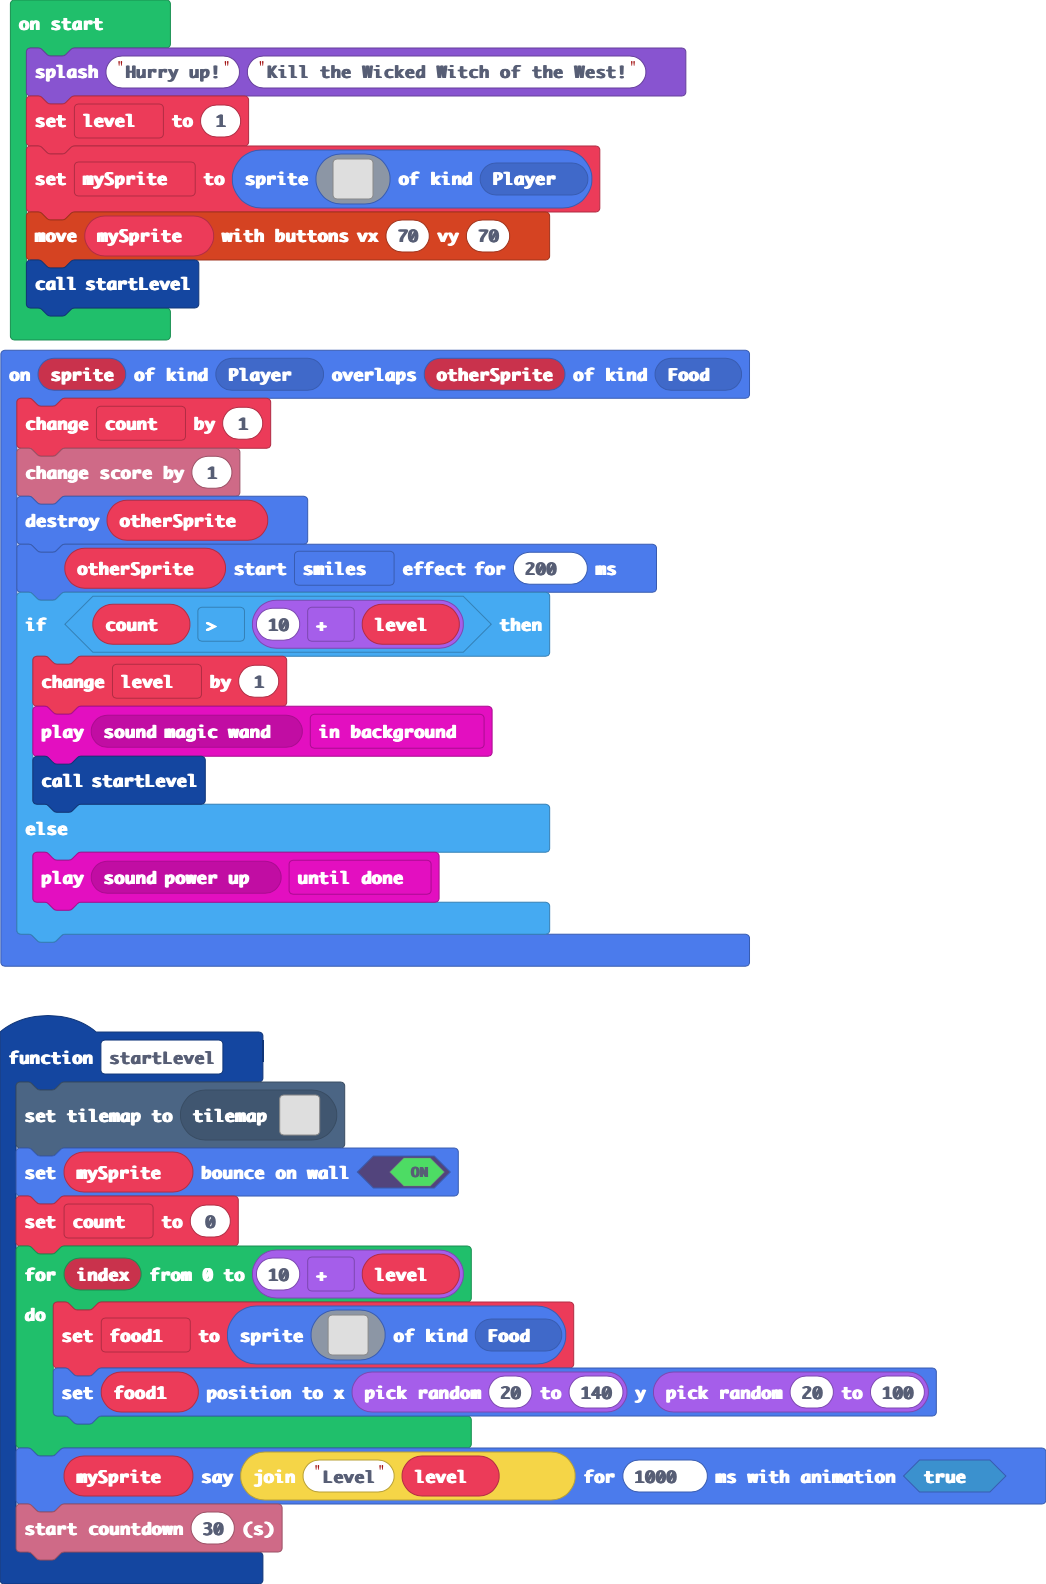 on start
splash "Hurry up!" "Kill the Wicked Witch of the West!"
set level to 1
set mySprite to sprite of kind Player
move mySprite with buttons vx 70 vy 70
call startLevel
on sprite of kind Player overlaps otherSprite of kind Food
change count by 1
change score by 1
destroy otherSprite
otherSprite start smiles effect for 200 ms
if count > 10 + level then
change level by 1
play sound magic wand in background
call startLevel
else
play sound power up until done
function startLevel
set tilemap to tilemap
set mySprite bounce on wall ON
set count to 0
for index from 0 to 10 + level
do
set food1 to sprite of kind Food
set food1 position to x pick random 20 to 140 y pick random 20 to 100
mySprite say join "Level" level for 1000 ms with animation true
start countdown 30 (s)